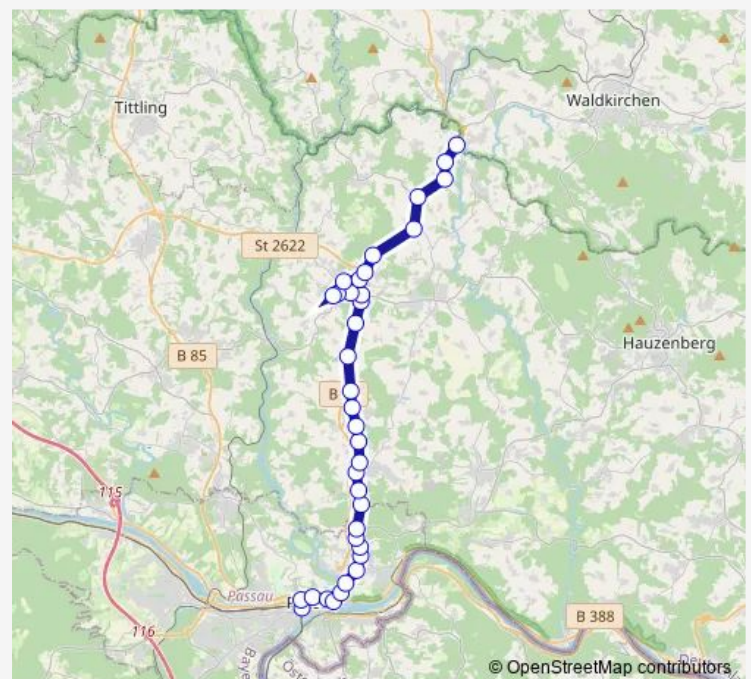 Tittling
Waldkirchen
St 2622
Hauzenberg
B 85
B
115
Passau
B 388
116
© OpenStreetMap contributors